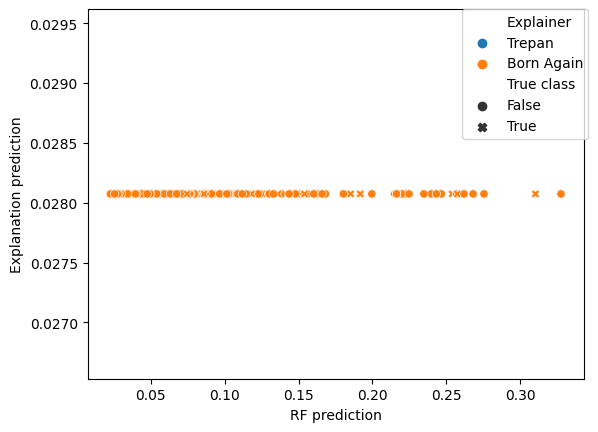 0.0295
0.0290
0.0285
0.0280
0.0275
0.0270
Explanation prediction
0.05
0.10
0.15
0.20
0.25
0.30
RF prediction
Explainer
Trepan
Born Again
True class
False
True